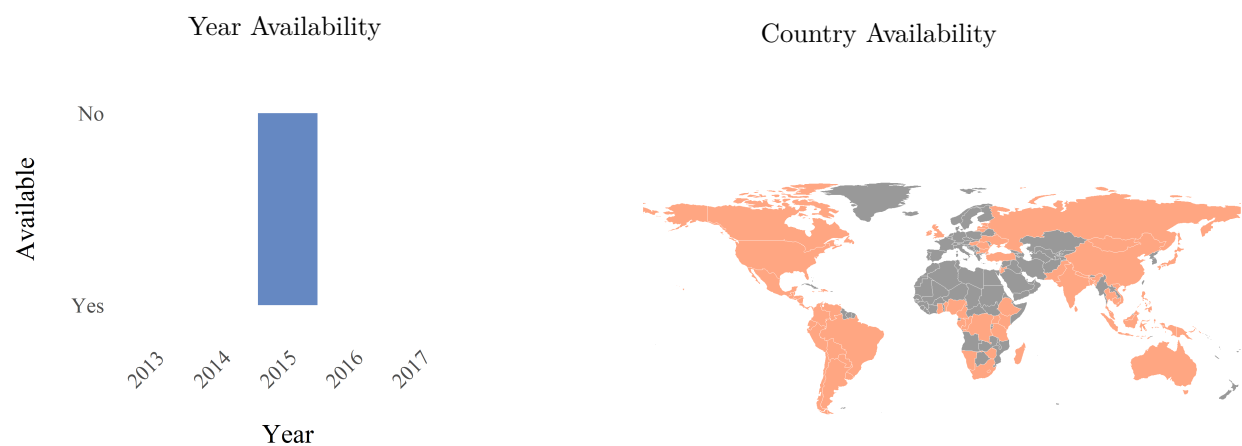 Year Availability
Country Availability
No
Available
Yes
2013
2014
2015
2016
2017
Year